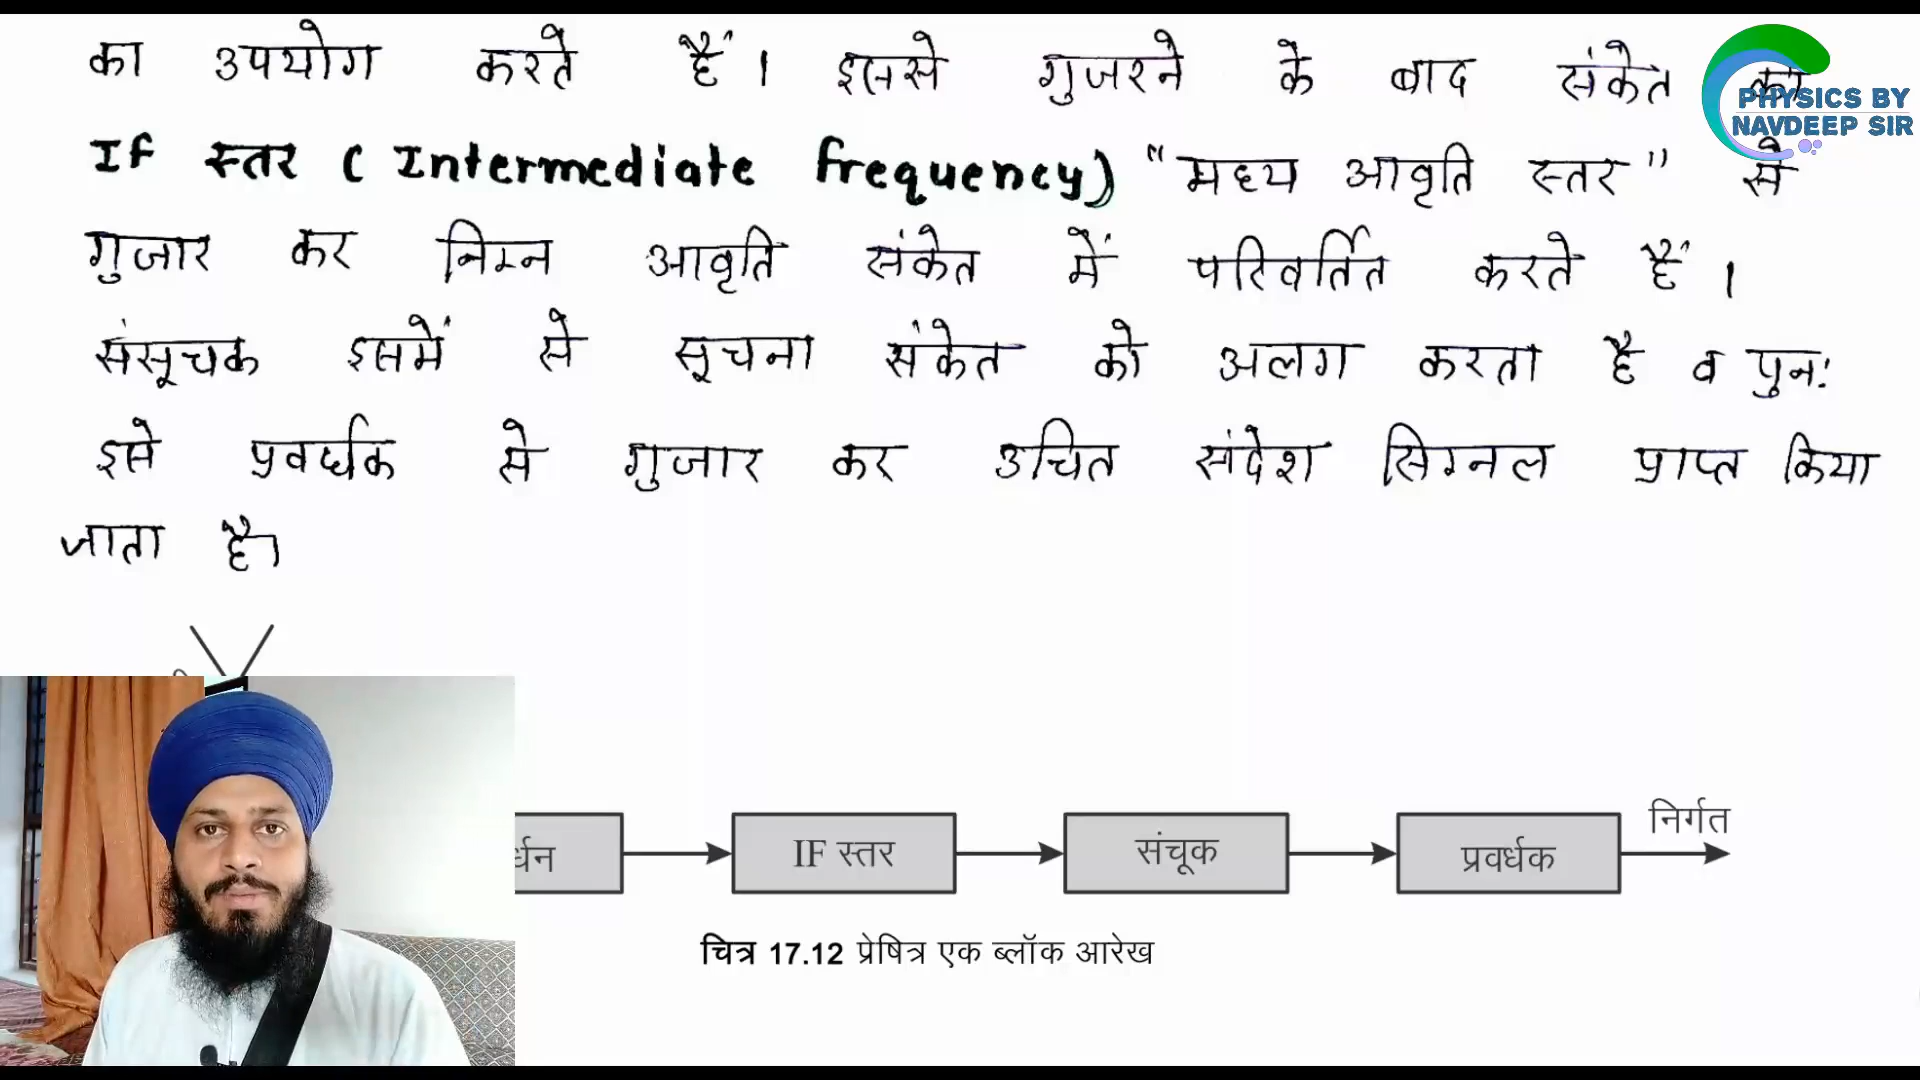 का उपयोग करते हैं । इससे गुजरने के बाद संकेत को
PHYSICS BY
NAVDEEP SIR
If स्तर ( Intermediate frequency) "मध्य आवृति स्तर" से
गुजार कर निम्न आवृति संकेत में परिवर्तित करते हैं ।
संसूचक इसमें से सूचना संकेत को अलग करता है व पुनः
इसे प्रवर्धक से गुजार कर उचित संदेश सिग्नल प्राप्त किया
जाता है।
र्धन
IF स्तर
संचूक
प्रवर्धक
निर्गत
चित्र 17.12 प्रेषित्र एक ब्लॉक आरेख